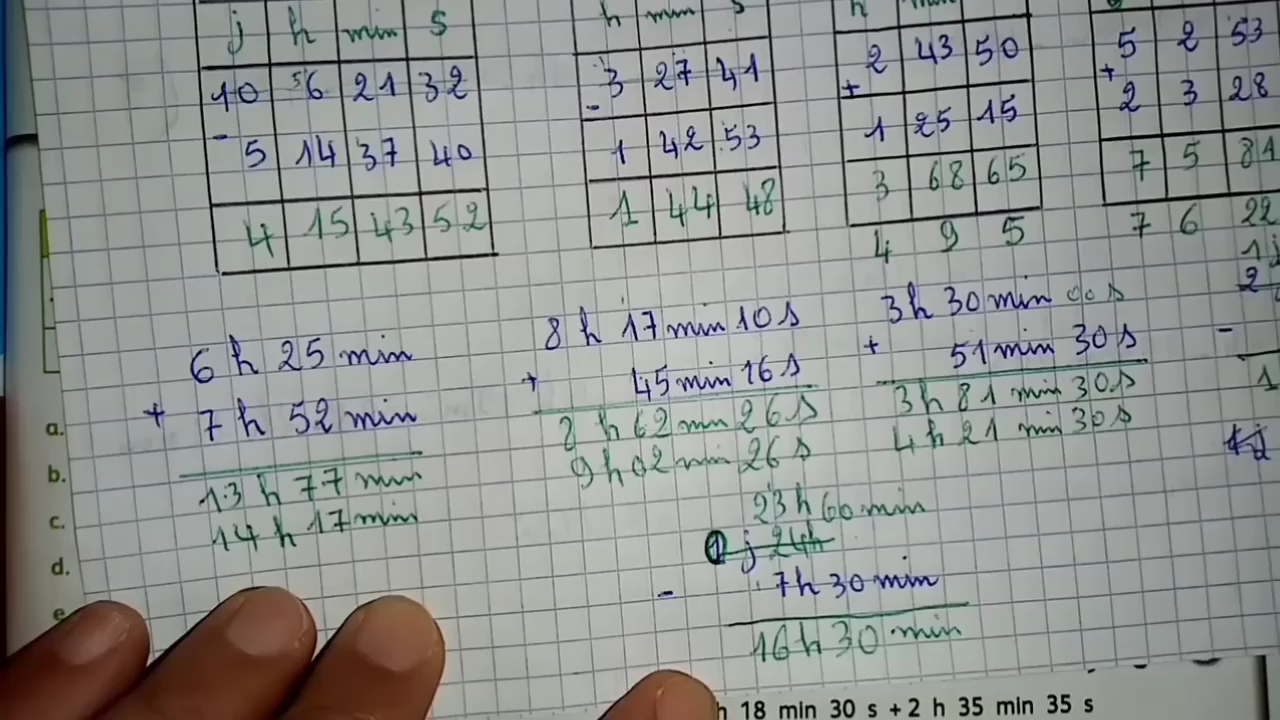 j h min s
10 56 21 32
- 5 14 37 40
4 15 43 52
h min s
3 27 41
- 1 42 53
1 44 48
h
2 43 50
+ 1 25 15
3 68 65
4 9 5
5 2 53
+ 2 3 28
7 5 81
7 6 22
6 h 25 min
+ 7 h 52 min
13 h 77 min
14 h 17 min
8 h 17 min 10 s
+ 45 min 16 s
8 h 62 min 26 s
9 h 02 min 26 s
3 h 30 min 00 s
+ 51 min 30 s
3 h 81 min 30 s
4 h 21 min 30 s
23 h 60 min
1 j 24h
- 7 h 30 min
16 h 30 min
1j
2
-
1
a.
b.
c.
d.
e.
h 18 min 30 s + 2 h 35 min 35 s